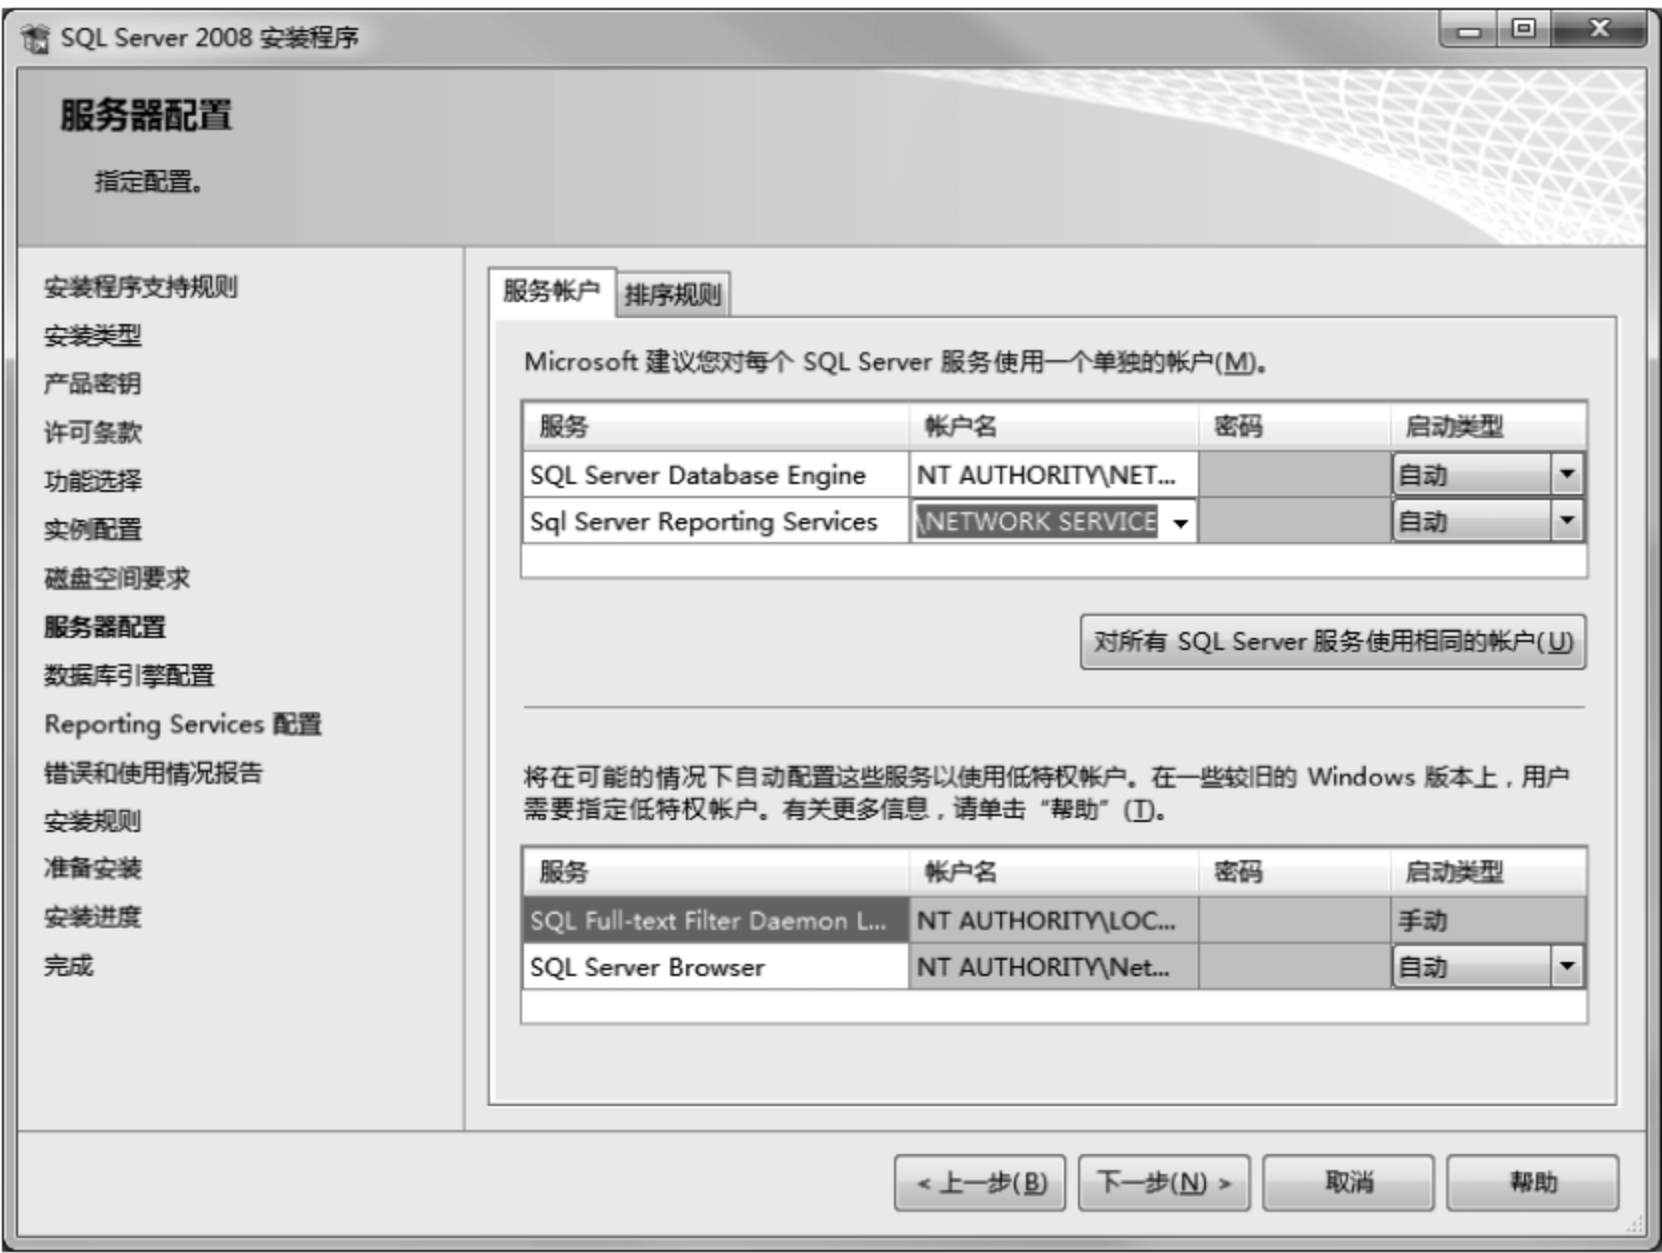 SQL Server 2008 安装程序
服务器配置
指定配置。
安装程序支持规则
安装类型
产品密钥
许可条款
功能选择
实例配置
磁盘空间要求
服务器配置
数据库引擎配置
Reporting Services 配置
错误和使用情况报告
安装规则
准备安装
安装进度
完成
服务帐户 排序规则
Microsoft 建议您对每个 SQL Server 服务使用一个单独的帐户(M)。
服务 帐户名 密码 启动类型
SQL Server Database Engine NT AUTHORITY\NET... 自动
Sql Server Reporting Services \NETWORK SERVICE 自动
对所有 SQL Server 服务使用相同的帐户(U)
将在可能的情况下自动配置这些服务以使用低特权帐户。在一些较旧的 Windows 版本上，用户
需要指定低特权帐户。有关更多信息，请单击“帮助”(T)。
服务 帐户名 密码 启动类型
SQL Full-text Filter Daemon L... NT AUTHORITY\LOC... 手动
SQL Server Browser NT AUTHORITY\Net... 自动
< 上一步(B) 下一步(N) > 取消 帮助